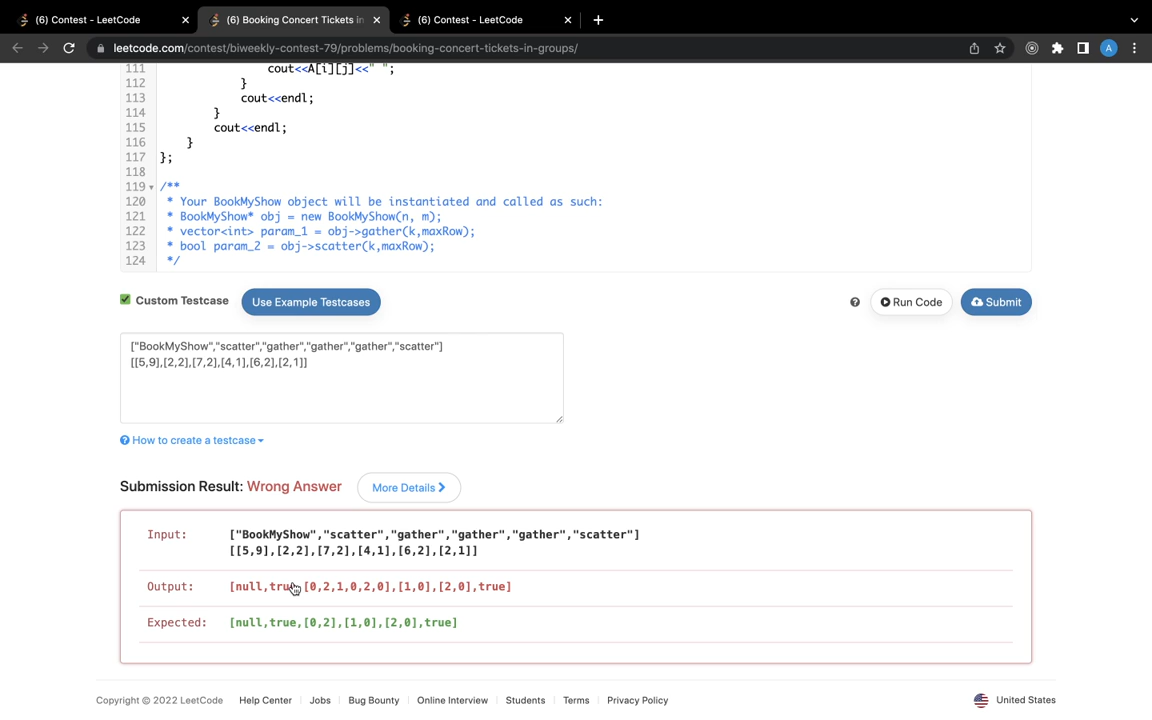 (6) Contest - LeetCode
(6) Booking Concert Tickets in
(6) Contest - LeetCode
leetcode.com/contest/biweekly-contest-79/problems/booking-concert-tickets-in-groups/
A
111 cout<<A[i][j]<<" ";
112 }
113 cout<<endl;
114 }
115 cout<<endl;
116 }
117 };
118
119 /**
120 * Your BookMyShow object will be instantiated and called as such:
121 * BookMyShow* obj = new BookMyShow(n, m);
122 * vector<int> param_1 = obj->gather(k,maxRow);
123 * bool param_2 = obj->scatter(k,maxRow);
124 */
Custom Testcase Use Example Testcases ? Run Code Submit
["BookMyShow","scatter","gather","gather","gather","scatter"]
[[5,9],[2,2],[7,2],[4,1],[6,2],[2,1]]
? How to create a testcase
Submission Result: Wrong Answer More Details
Input: ["BookMyShow","scatter","gather","gather","gather","scatter"]
[[5,9],[2,2],[7,2],[4,1],[6,2],[2,1]]
Output: [null,true,[0,2,1,0,2,0],[1,0],[2,0],true]
Expected: [null,true,[0,2],[1,0],[2,0],true]
Copyright © 2022 LeetCode Help Center Jobs Bug Bounty Online Interview Students Terms Privacy Policy United States